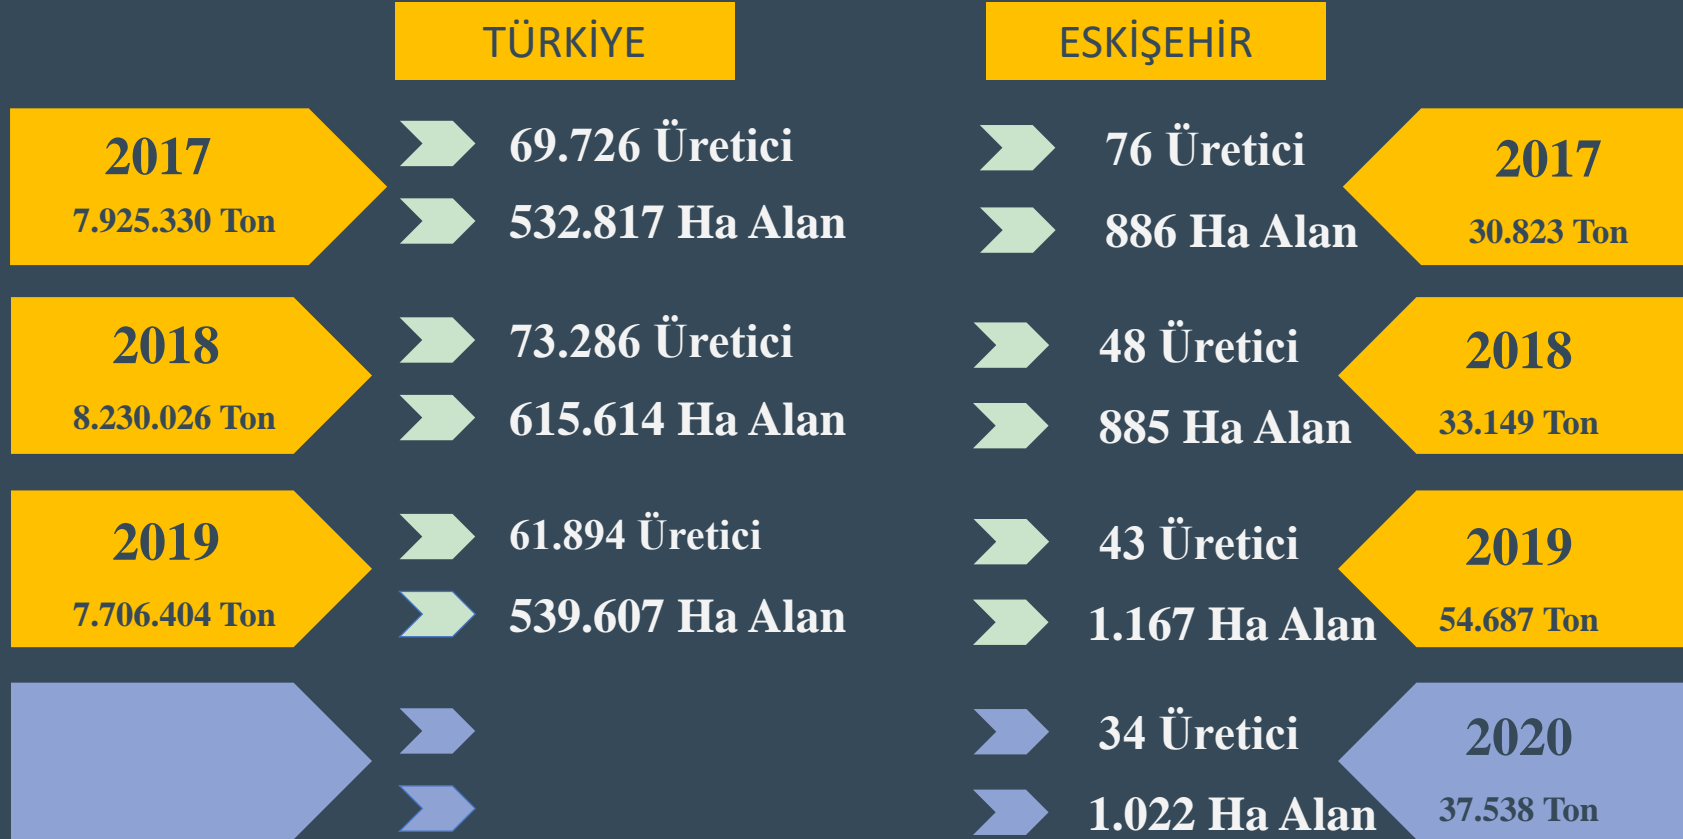 TÜRKİYE
ESKİŞEHİR
2017
7.925.330 Ton
69.726 Üretici
532.817 Ha Alan
76 Üretici
886 Ha Alan
2017
30.823 Ton
2018
8.230.026 Ton
73.286 Üretici
615.614 Ha Alan
48 Üretici
885 Ha Alan
2018
33.149 Ton
2019
7.706.404 Ton
61.894 Üretici
539.607 Ha Alan
43 Üretici
1.167 Ha Alan
2019
54.687 Ton
34 Üretici
1.022 Ha Alan
2020
37.538 Ton